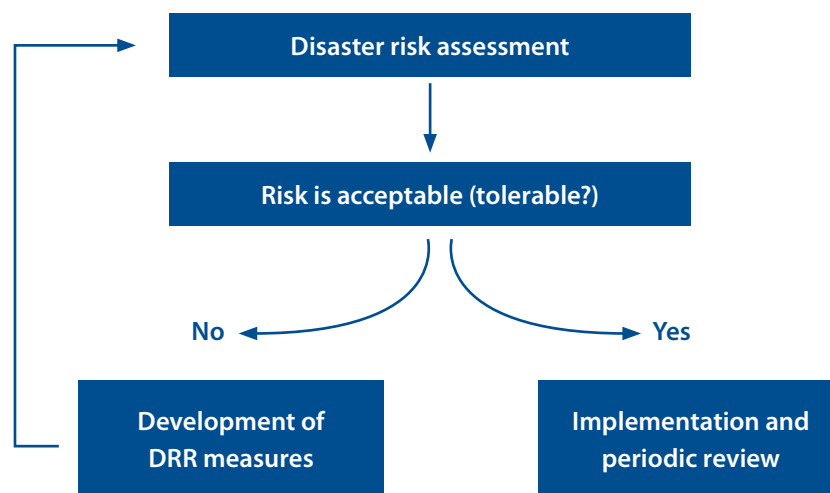 Disaster risk assessment
Risk is acceptable (tolerable?)
No
Yes
Development of
DRR measures
Implementation and
periodic review